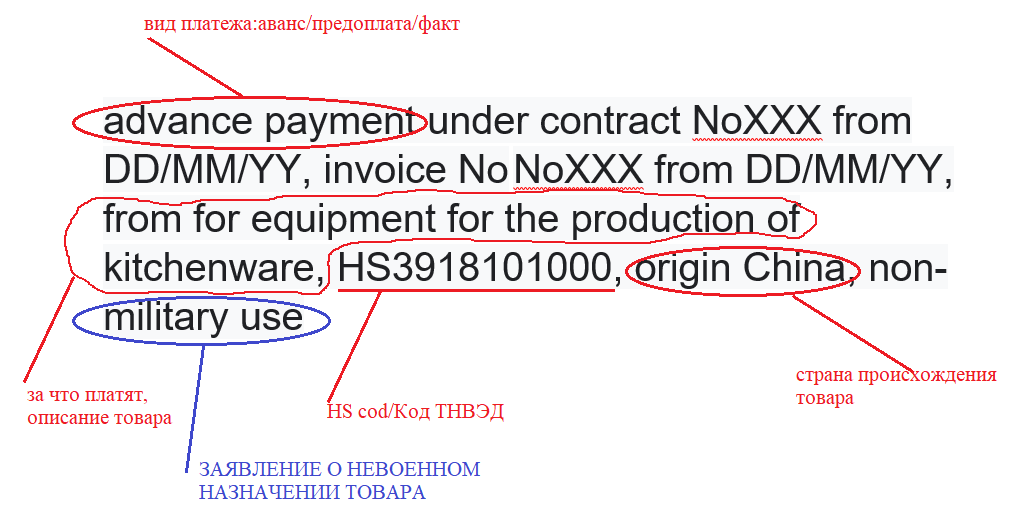 вид платежа:аванс/предоплата/факт
advance payment under contract NoXXX from
DD/MM/YY, invoice No NoXXX from DD/MM/YY,
from for equipment for the production of
kitchenware, HS3918101000, origin China, non-
military use
за что платят,
описание товара
HS cod/Код ТНВЭД
страна происхождения
товара
ЗАЯВЛЕНИЕ О НЕВОЕННОМ
НАЗНАЧЕНИИ ТОВАРА